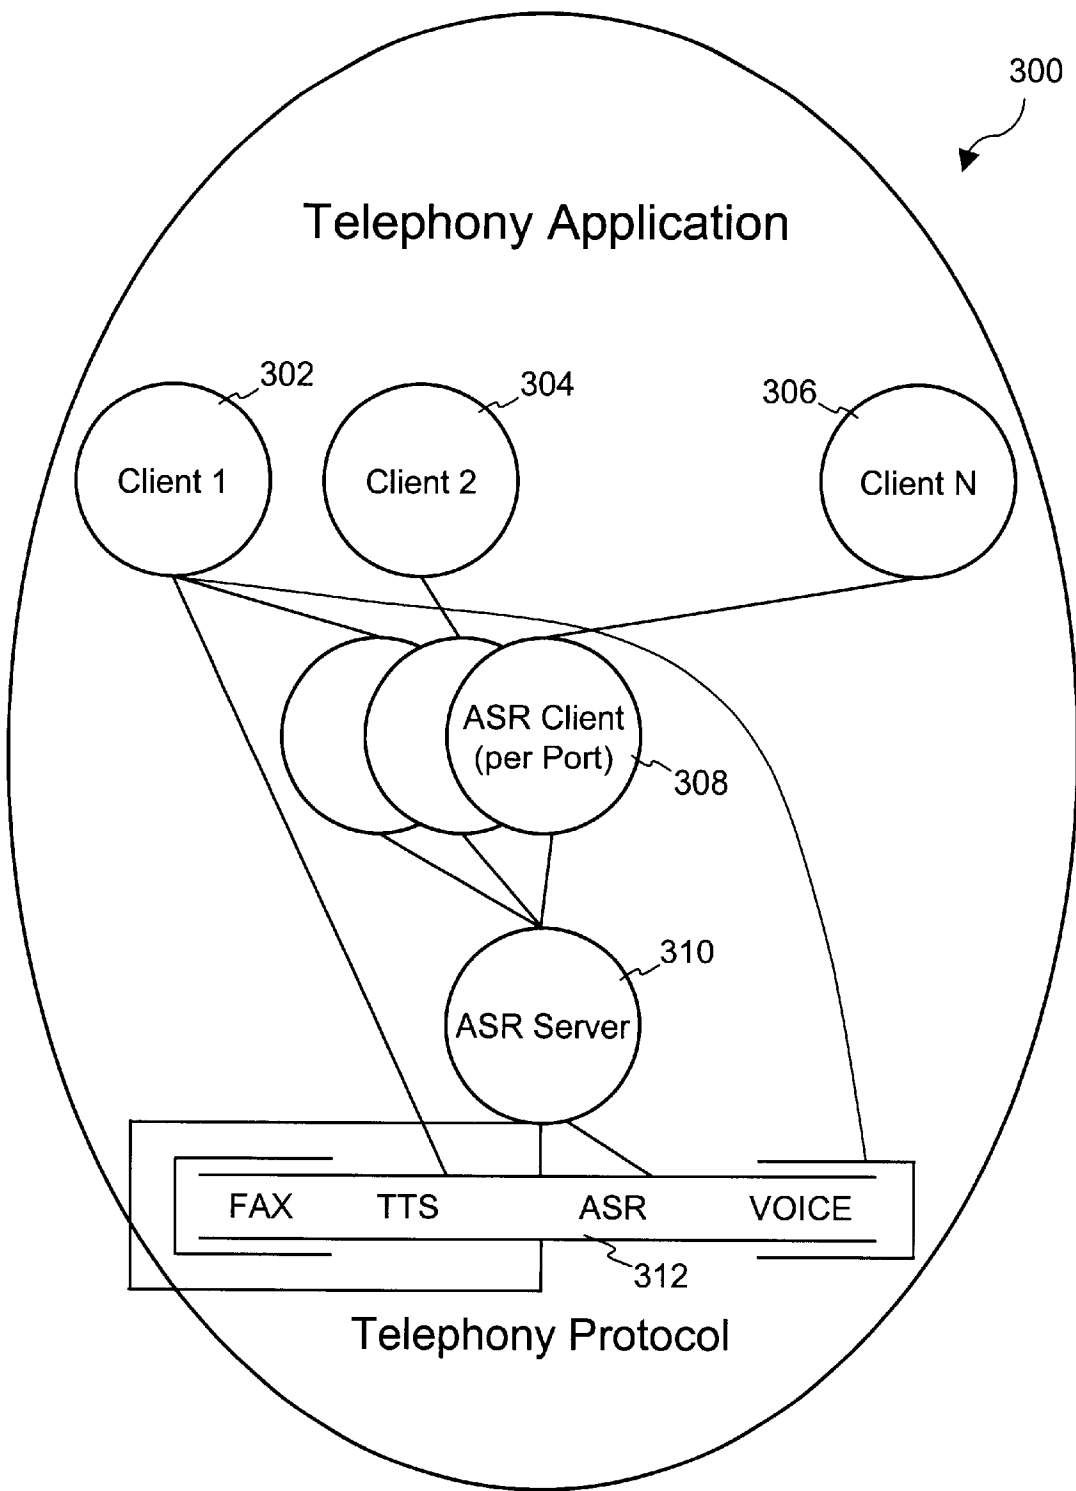 300
Telephony Application
302
304
306
Client 1
Client 2
Client N
ASR Client
(per Port)
308
310
ASR Server
FAX TTS ASR VOICE
312
Telephony Protocol